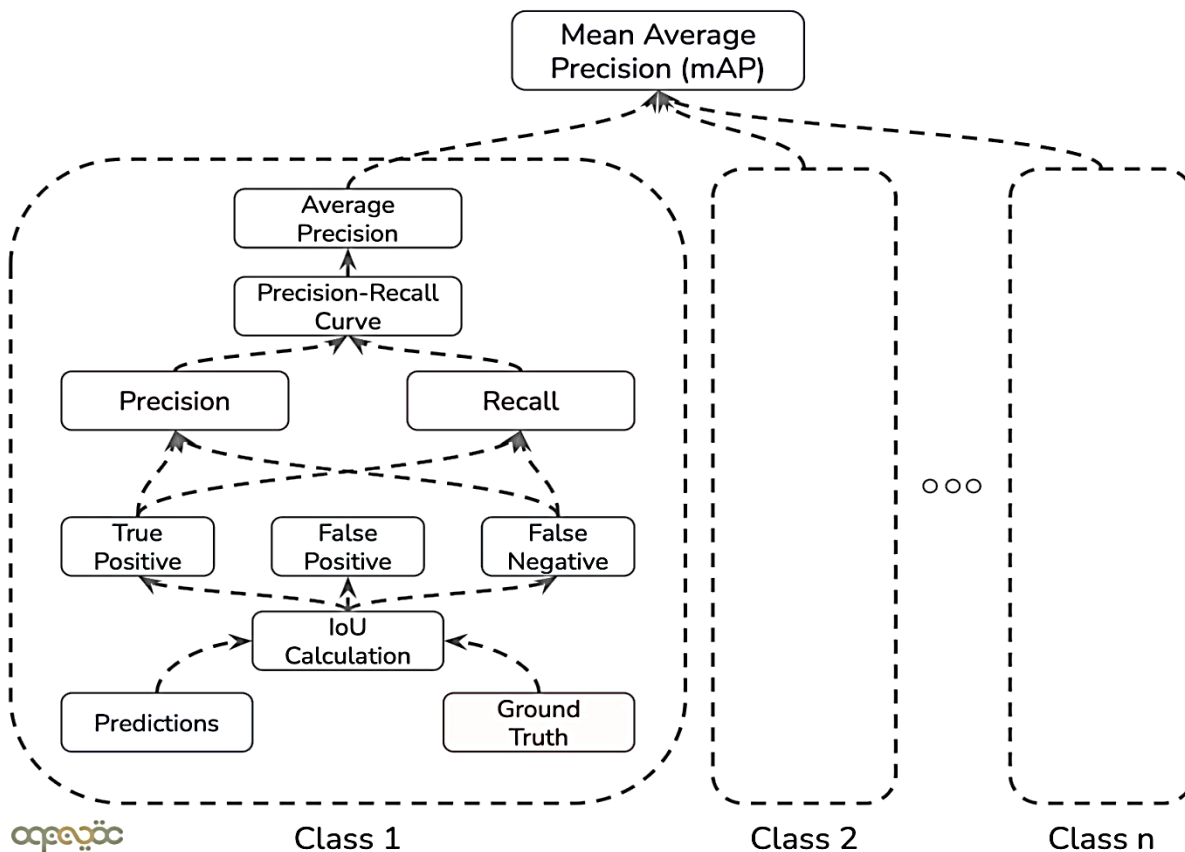 Mean Average
Precision (mAP)
Average
Precision
Precision-Recall
Curve
Precision
Recall
True
Positive
False
Positive
False
Negative
IoU
Calculation
Predictions
Ground
Truth
Class 1
Class 2
Class n